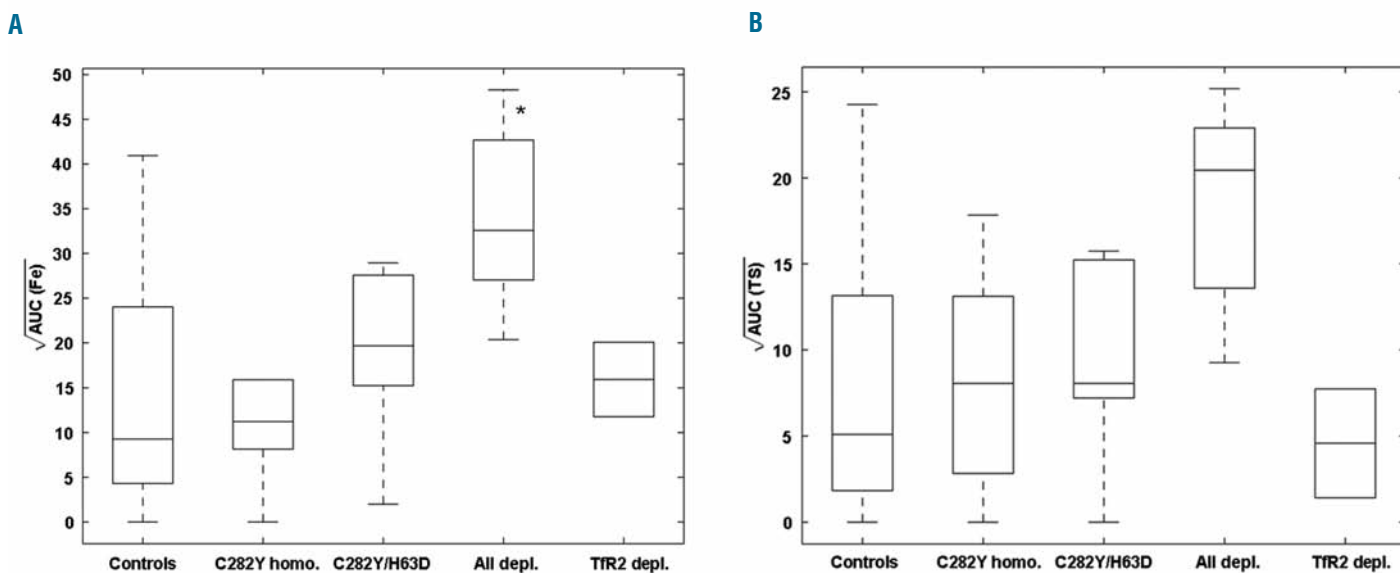 A
B
50
45
40
35
30
25
20
15
10
5
0
√AUC (Fe)
*
Controls
C282Y homo.
C282Y/H63D
All depl.
TfR2 depl.
25
20
15
10
5
0
√AUC (TS)
Controls
C282Y homo.
C282Y/H63D
All depl.
TfR2 depl.